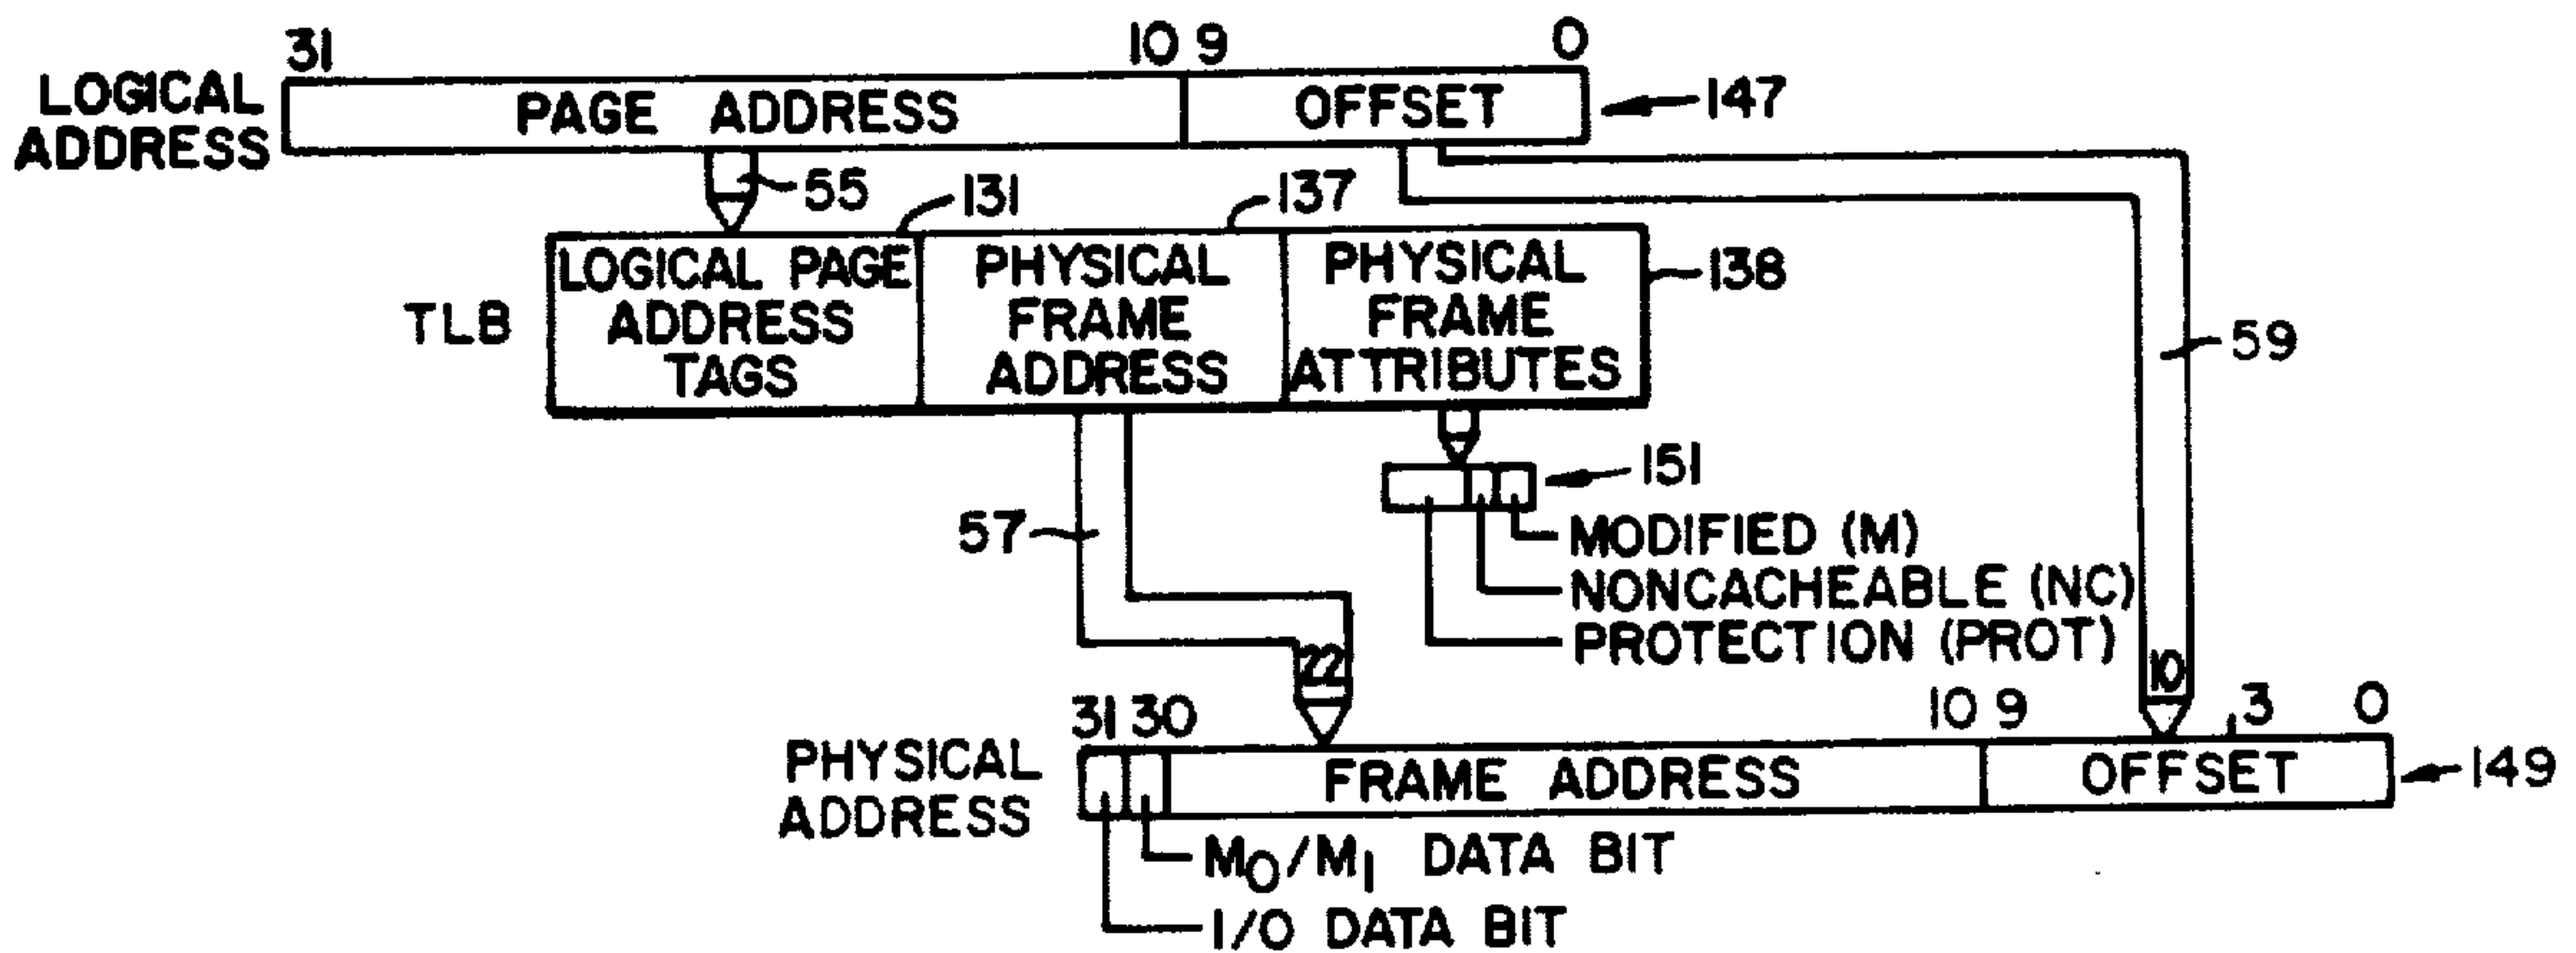 31 10 9 0
LOGICAL
ADDRESS
PAGE ADDRESS OFFSET 147
55 131 137
TLB
LOGICAL PAGE
ADDRESS
TAGS
PHYSICAL
FRAME
ADDRESS
PHYSICAL
FRAME
ATTRIBUTES
138
59
151
57
MODIFIED (M)
NONCACHEABLE (NC)
PROTECTION (PROT)
22 10
31 30 10 9 3 0
PHYSICAL
ADDRESS
FRAME ADDRESS OFFSET 149
M0/M1 DATA BIT
I/O DATA BIT